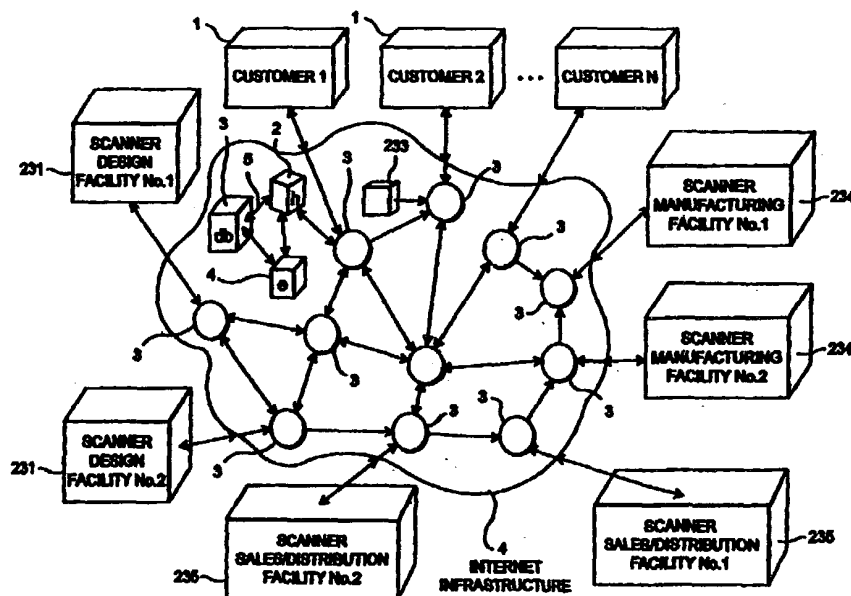 1
1
CUSTOMER 1
CUSTOMER 2
...
CUSTOMER N
3
2
5
3
233
3
231
SCANNER
DESIGN
FACILITY No.1
db
h
4
3
3
SCANNER
MANUFACTURING
FACILITY No.1
234
3
3
SCANNER
MANUFACTURING
FACILITY No.2
234
3
3
3
3
231
SCANNER
DESIGN
FACILITY No.2
3
235
SCANNER
SALES/DISTRIBUTION
FACILITY No.2
4
INTERNET
INFRASTRUCTURE
SCANNER
SALES/DISTRIBUTION
FACILITY No.1
235